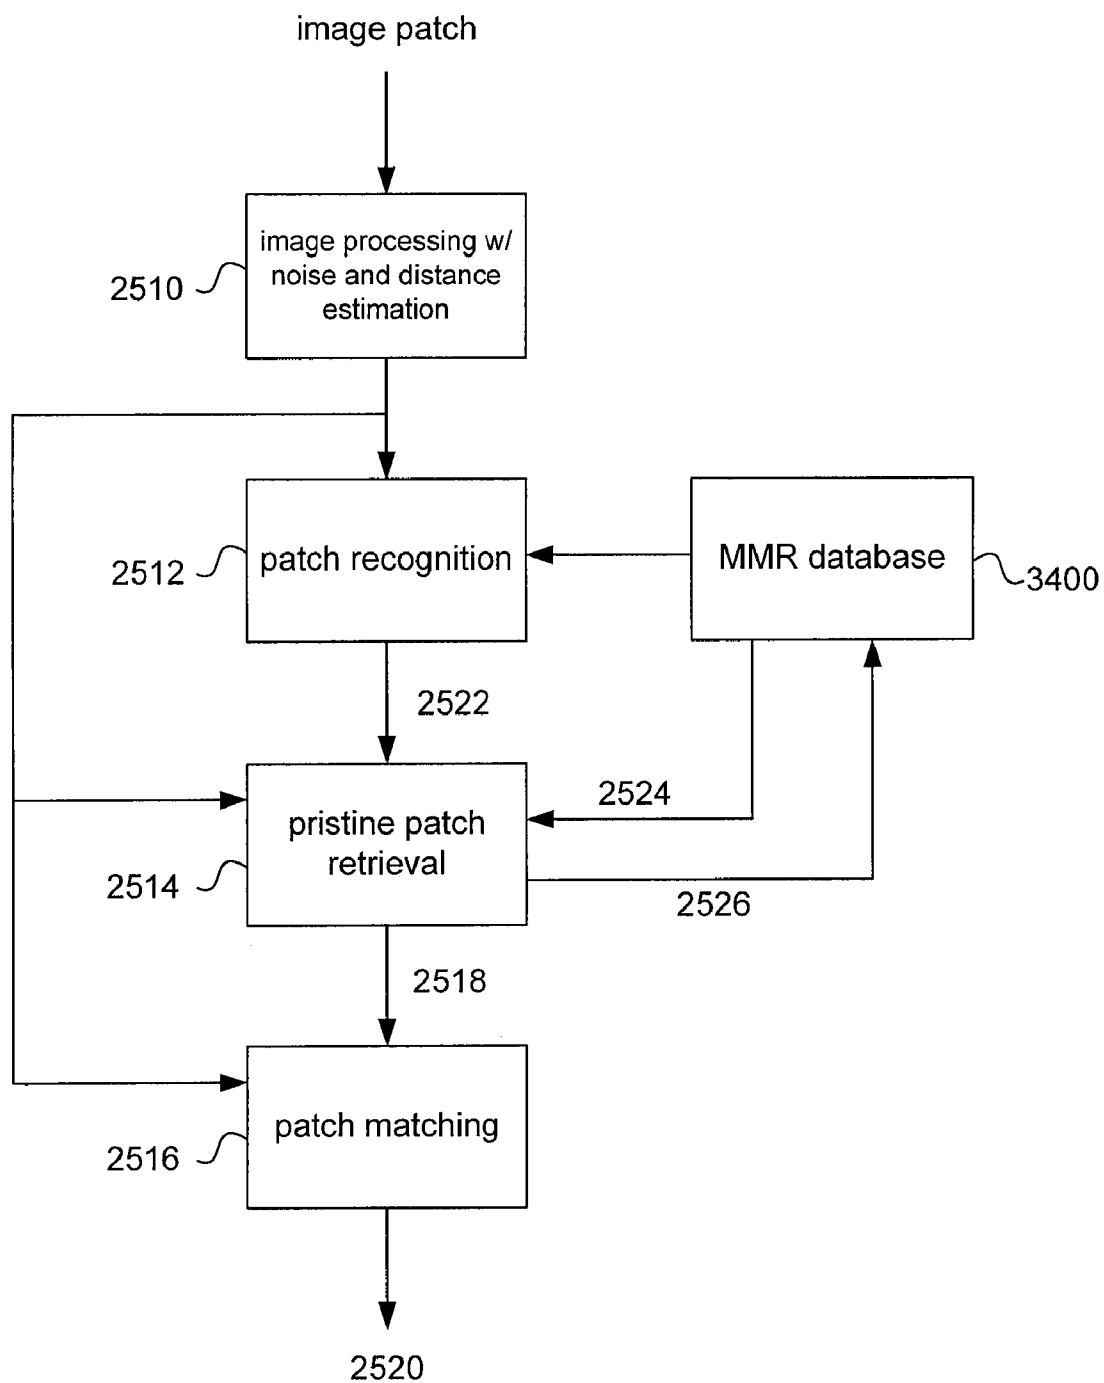 image patch
image processing w/
noise and distance
estimation
2510
patch recognition
2512
MMR database
3400
2522
pristine patch
retrieval
2514
2524
2526
2518
patch matching
2516
2520